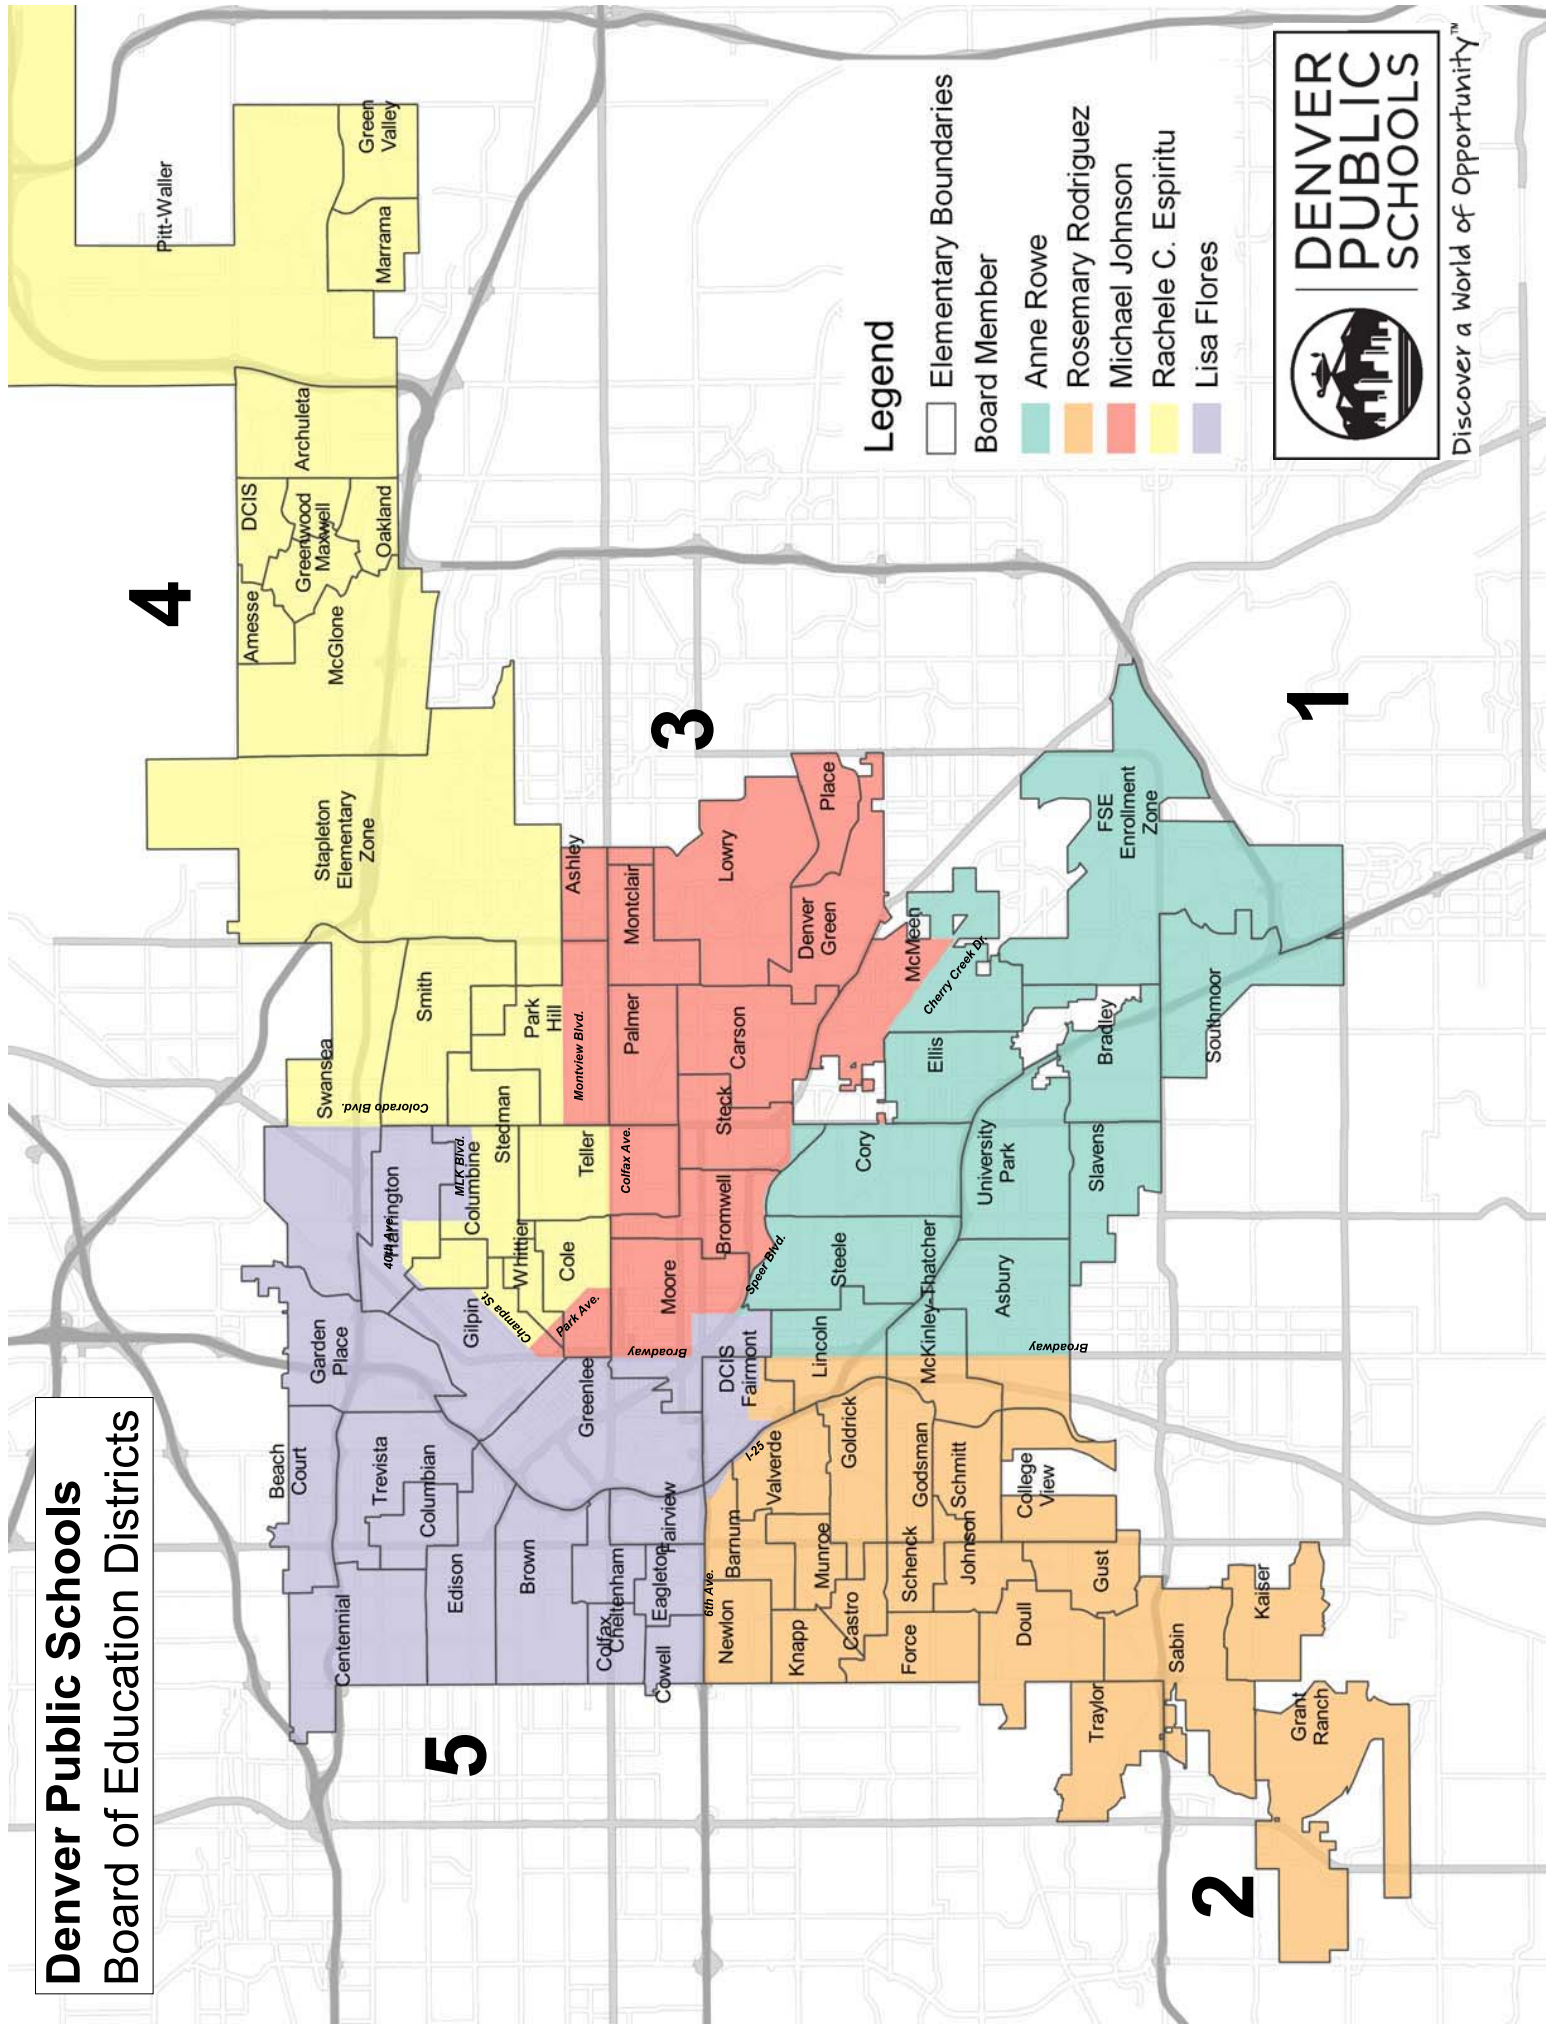 Denver Public Schools
Board of Education Districts
4
Pitt-Waller
Green
Valley
Marrama
Archuleta
DCIS
Greenwood
Maxwell
Oakland
Amesse
McGlone
Stapleton
Elementary
Zone
Swansea
Smith
Colorado Blvd.
Park
Hill
Stedman
MLK Blvd.
Columbine
Harrington
40th Ave.
Teller
Whittier
Cole
Champa St.
Gilpin
Garden
Place
Beach
Court
Trevista
Columbian
Centennial
Edison
Brown
Greenlee
Cheltenham
Colfax
Fairview
Eagleton
Cowell
5
3
Ashley
Montview Blvd.
Montclair
Palmer
Colfax Ave.
Lowry
Place
Denver
Green
Carson
Steck
Bromwell
Moore
Park Ave.
Broadway
Speer Blvd.
McMeen
Cherry Creek Dr.
DCIS
Fairmont
I-25
6th Ave.
Barnum
Valverde
Newlon
Knapp
Munroe
Castro
Goldrick
Godsman
Schmitt
Schenck
Johnson
Force
College
View
Doull
Gust
Traylor
Sabin
Kaiser
Grant
Ranch
2
Lincoln
Steele
Cory
McKinley-Thatcher
Asbury
Broadway
Ellis
University
Park
Slavens
Bradley
Southmoor
FSE
Enrollment
Zone
1
Legend
Elementary Boundaries
Board Member
Anne Rowe
Rosemary Rodriguez
Michael Johnson
Rachele C. Espiritu
Lisa Flores
DENVER
PUBLIC
SCHOOLS
Discover a World of Opportunity™